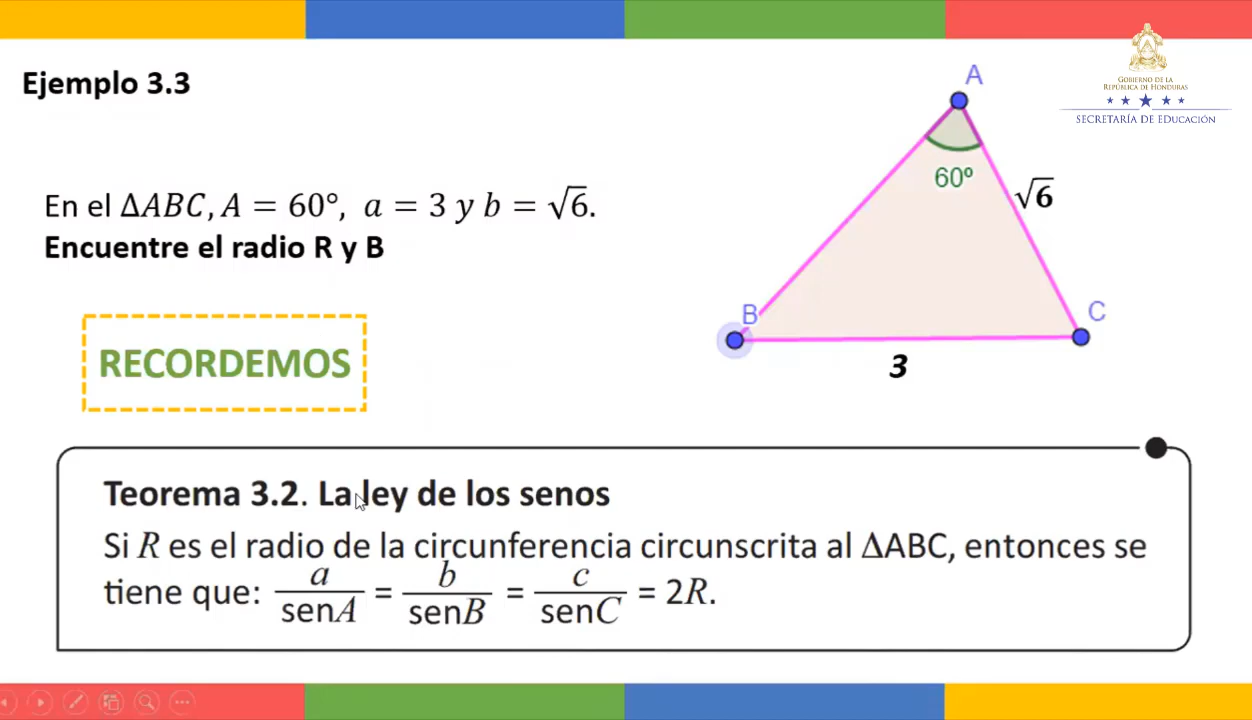 Ejemplo 3.3
GOBIERNO DE LA
REPÚBLICA DE HONDURAS
SECRETARÍA DE EDUCACIÓN
En el ΔABC, A = 60°, a = 3 y b = √6.
Encuentre el radio R y B
A
60º
√6
B
C
3
RECORDEMOS
Teorema 3.2. La ley de los senos
Si R es el radio de la circunferencia circunscrita al ΔABC, entonces se
tiene que: a/senA = b/senB = c/senC = 2R.